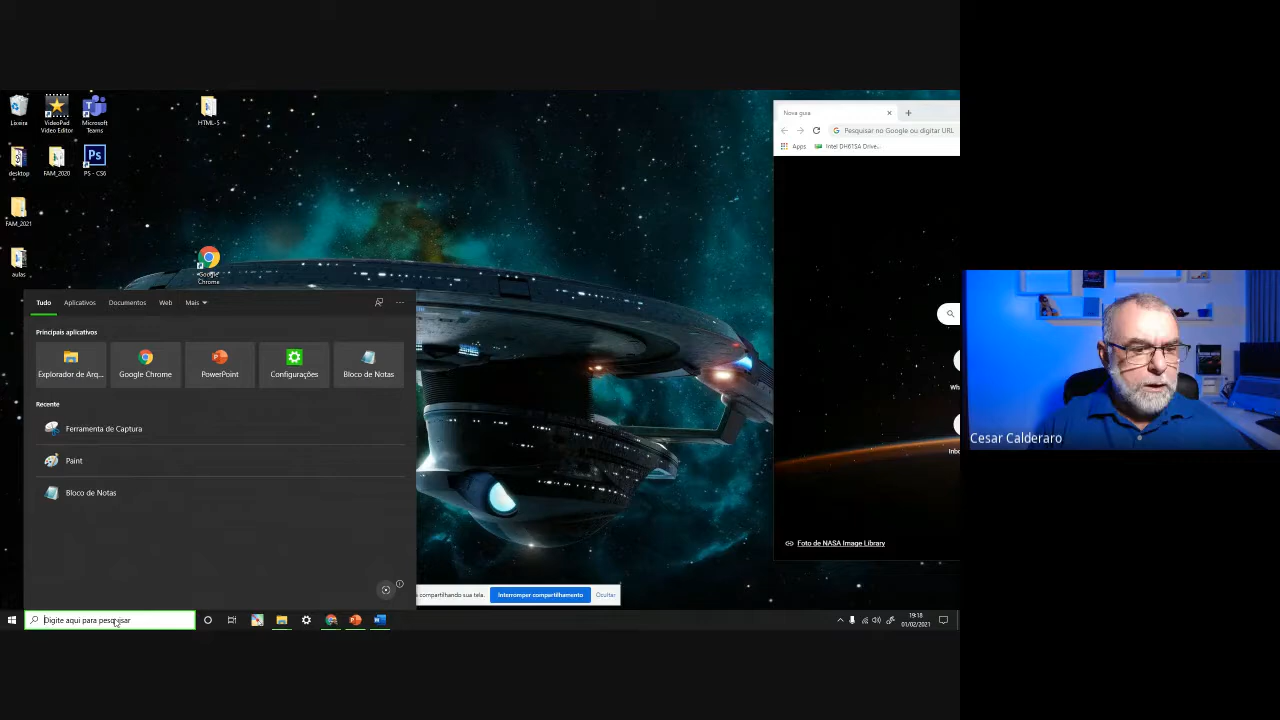 Lixeira
VideoPad
Video Editor
Microsoft
Teams
HTML-5
desktop
FAM_2020
PS - CS6
FAM_2021
aulas
Google
Chrome
Nova guia
Pesquisar no Google ou digitar URL
Apps
Intel DH61SA Drive...
Foto de NASA Image Library
Tudo
Aplicativos
Documentos
Web
Mais
Principais aplicativos
Explorador de Arq...
Google Chrome
PowerPoint
Configurações
Bloco de Notas
Recente
Ferramenta de Captura
Paint
Bloco de Notas
compartilhando sua tela.
Interromper compartilhamento
Ocultar
Digite aqui para pesquisar
19:18
01/02/2021
Cesar Calderaro